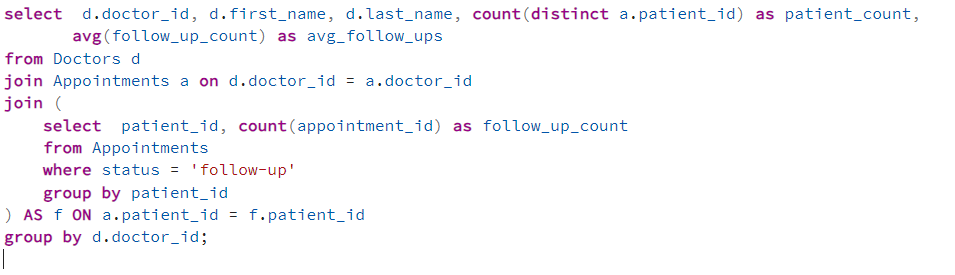 select  d.doctor_id, d.first_name, d.last_name, count(distinct a.patient_id) as patient_count,
       avg(follow_up_count) as avg_follow_ups
from Doctors d
join Appointments a on d.doctor_id = a.doctor_id
join (
    select  patient_id, count(appointment_id) as follow_up_count
    from Appointments
    where status = 'follow-up'
    group by patient_id
) AS f ON a.patient_id = f.patient_id
group by d.doctor_id;